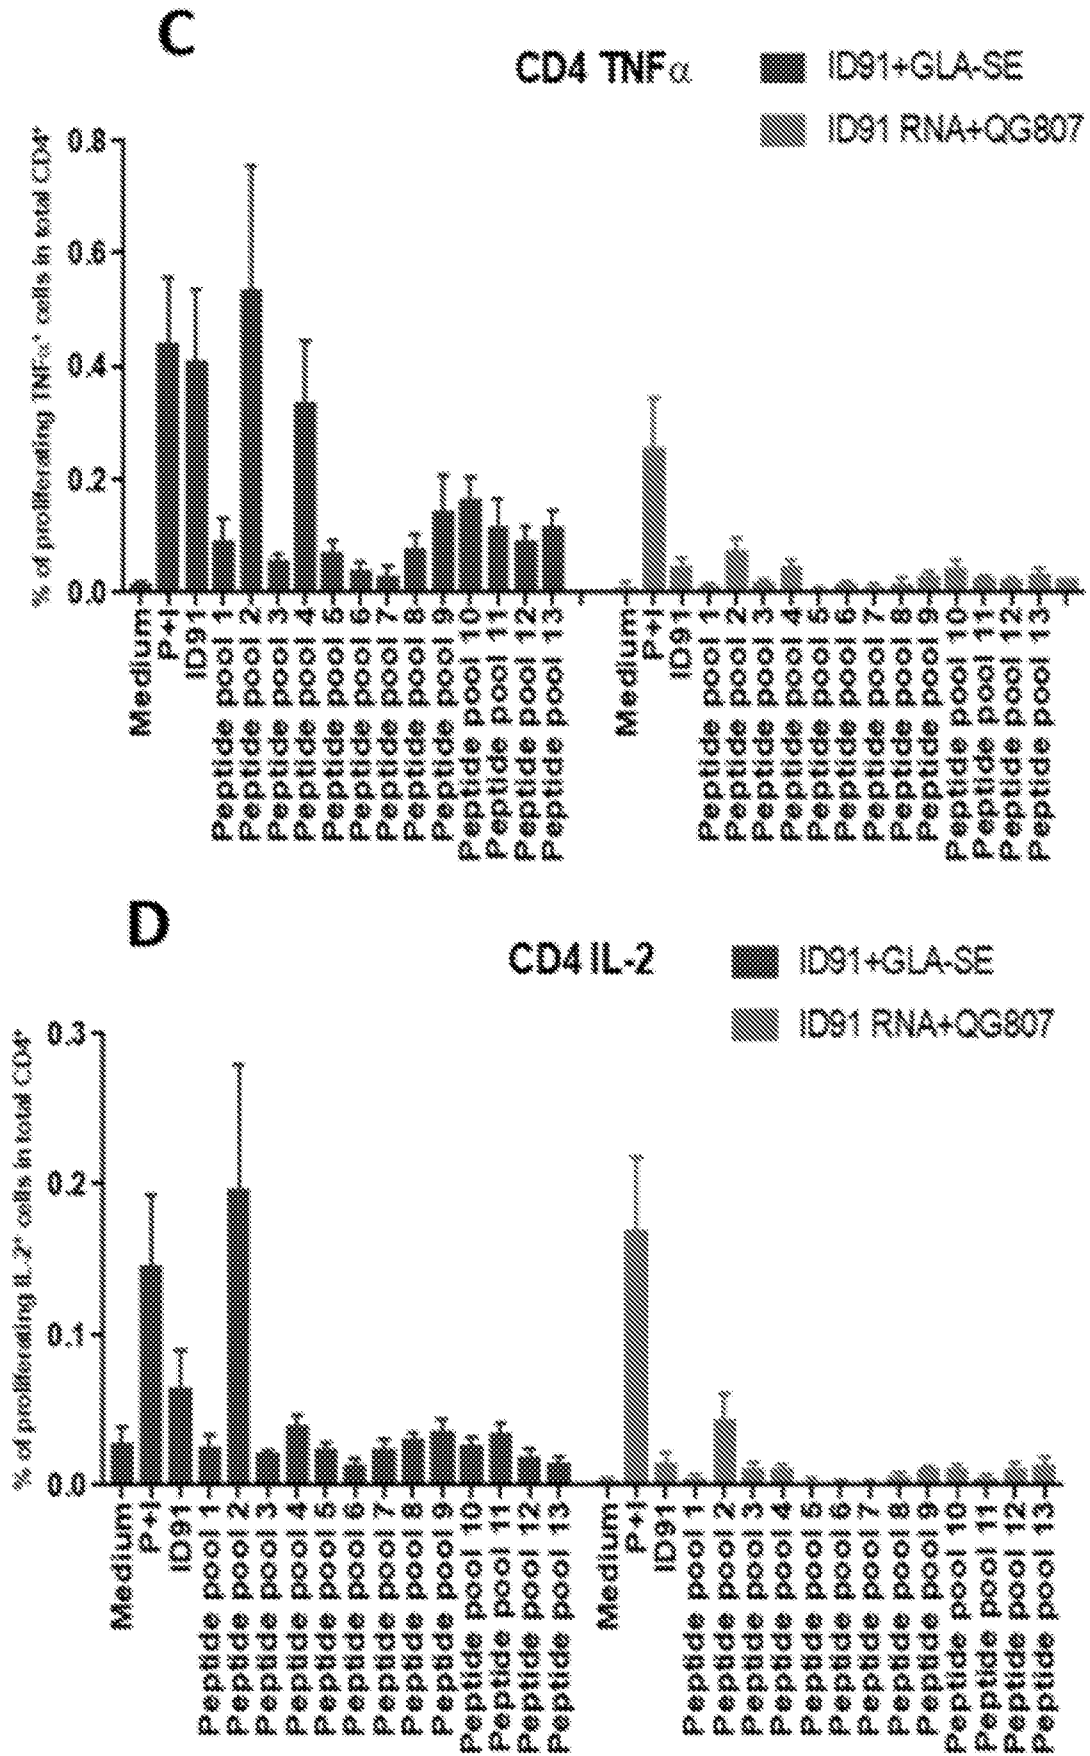 C
CD4 TNFα
ID91+GLA-SE
ID91 RNA+QG807
% of proliferating TNFα⁺ cells in total CD4⁺
0.8
0.6
0.4
0.2
0.0
Medium
P+I
ID91
Peptide pool 1
Peptide pool 2
Peptide pool 3
Peptide pool 4
Peptide pool 5
Peptide pool 6
Peptide pool 7
Peptide pool 8
Peptide pool 9
Peptide pool 10
Peptide pool 11
Peptide pool 12
Peptide pool 13
Medium
P+I
ID91
Peptide pool 1
Peptide pool 2
Peptide pool 3
Peptide pool 4
Peptide pool 5
Peptide pool 6
Peptide pool 7
Peptide pool 8
Peptide pool 9
Peptide pool 10
Peptide pool 11
Peptide pool 12
Peptide pool 13
D
CD4 IL-2
ID91+GLA-SE
ID91 RNA+QG807
% of proliferating IL-2⁺ cells in total CD4⁺
0.3
0.2
0.1
0.0
Medium
P+I
ID91
Peptide pool 1
Peptide pool 2
Peptide pool 3
Peptide pool 4
Peptide pool 5
Peptide pool 6
Peptide pool 7
Peptide pool 8
Peptide pool 9
Peptide pool 10
Peptide pool 11
Peptide pool 12
Peptide pool 13
Medium
P+I
ID91
Peptide pool 1
Peptide pool 2
Peptide pool 3
Peptide pool 4
Peptide pool 5
Peptide pool 6
Peptide pool 7
Peptide pool 8
Peptide pool 9
Peptide pool 10
Peptide pool 11
Peptide pool 12
Peptide pool 13